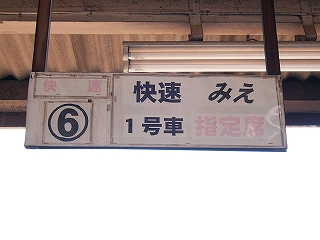 快速
⑥
快速 みえ
1号車 指定席